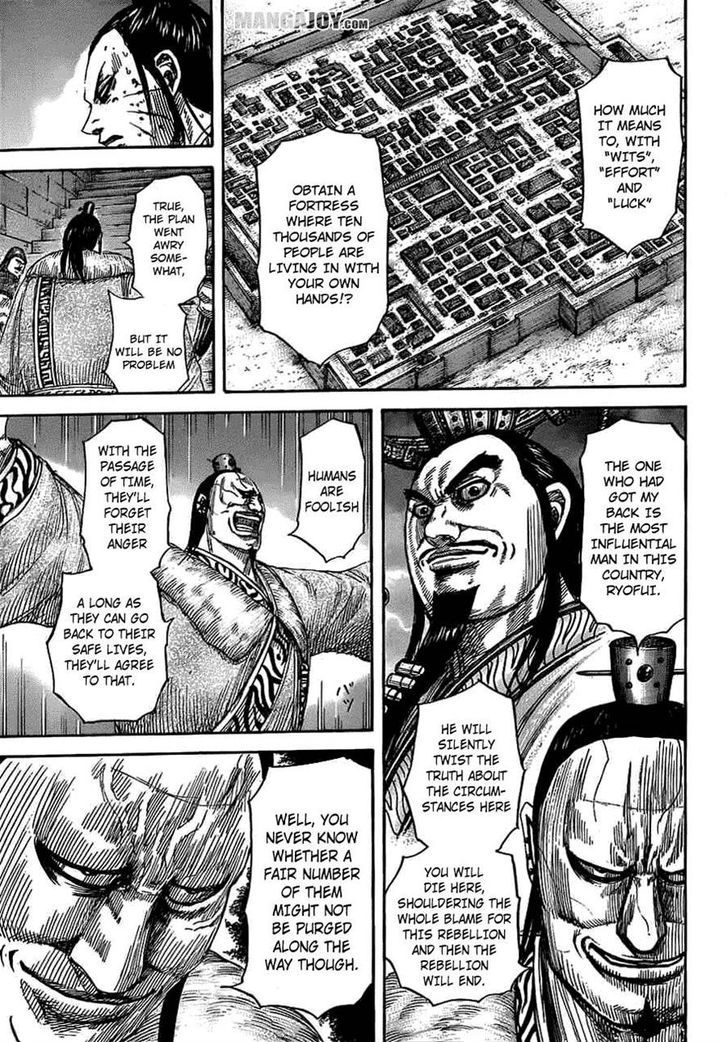 MANGAJOY.com
HOW MUCH
IT MEANS
TO, WITH
"WITS",
"EFFORT"
AND
"LUCK"
OBTAIN A
FORTRESS
WHERE TEN
THOUSANDS OF
PEOPLE ARE
LIVING IN WITH
YOUR OWN
HANDS!?
TRUE,
THE PLAN
WENT
AWRY
SOME-
WHAT,
BUT IT
WILL BE NO
PROBLEM
THE ONE
WHO HAD
GOT MY
BACK IS
THE MOST
INFLUENTIAL
MAN IN THIS
COUNTRY,
RYOFUI.
HE WILL
SILENTLY
TWIST THE
TRUTH ABOUT
THE CIRCUM-
STANCES HERE
YOU WILL
DIE HERE,
SHOULDERING THE
WHOLE BLAME FOR
THIS REBELLION
AND THEN THE
REBELLION
WILL END.
HUMANS
ARE
FOOLISH
WITH THE
PASSAGE
OF TIME,
THEY'LL
FORGET
THEIR
ANGER
A LONG AS
THEY CAN GO
BACK TO THEIR
SAFE LIVES,
THEY'LL AGREE
TO THAT.
WELL, YOU
NEVER KNOW
WHETHER A
FAIR NUMBER
OF THEM
MIGHT NOT
BE PURGED
ALONG THE
WAY THOUGH.